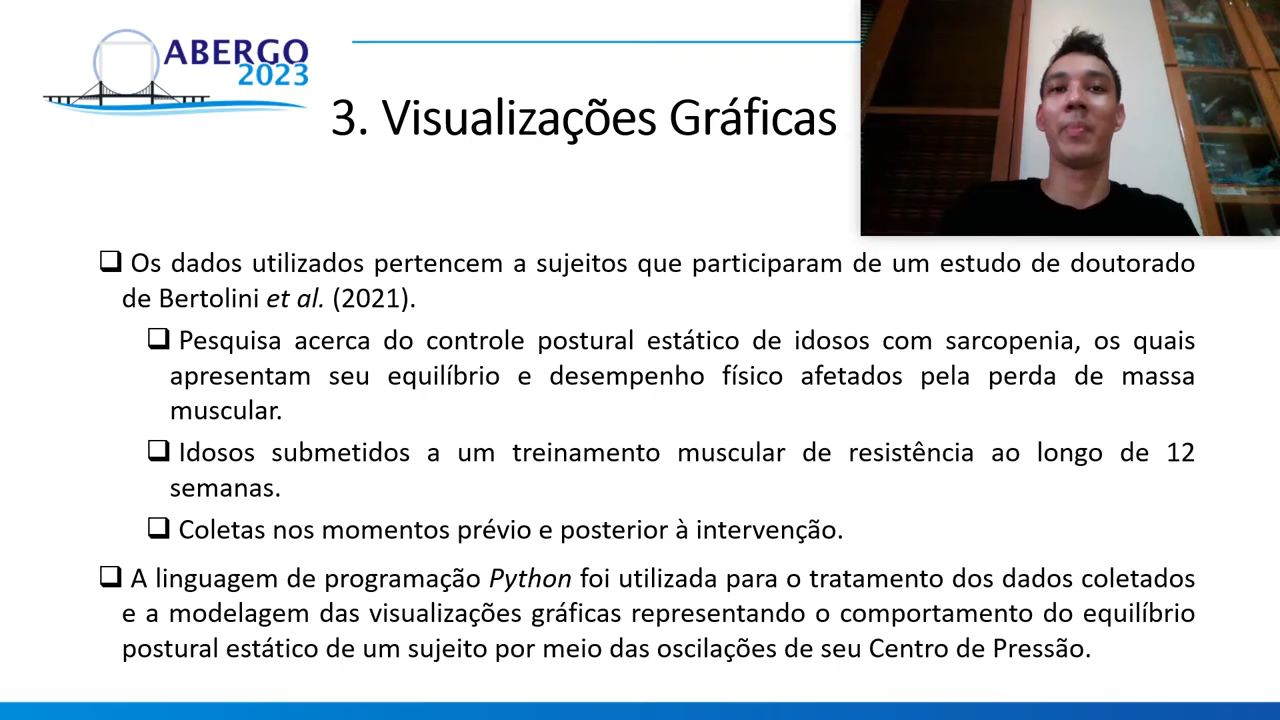 ABERGO
2023
3. Visualizações Gráficas
Os dados utilizados pertencem a sujeitos que participaram de um estudo de doutorado
de Bertolini et al. (2021).
Pesquisa acerca do controle postural estático de idosos com sarcopenia, os quais
apresentam seu equilíbrio e desempenho físico afetados pela perda de massa
muscular.
Idosos submetidos a um treinamento muscular de resistência ao longo de 12
semanas.
Coletas nos momentos prévio e posterior à intervenção.
A linguagem de programação Python foi utilizada para o tratamento dos dados coletados
e a modelagem das visualizações gráficas representando o comportamento do equilíbrio
postural estático de um sujeito por meio das oscilações de seu Centro de Pressão.